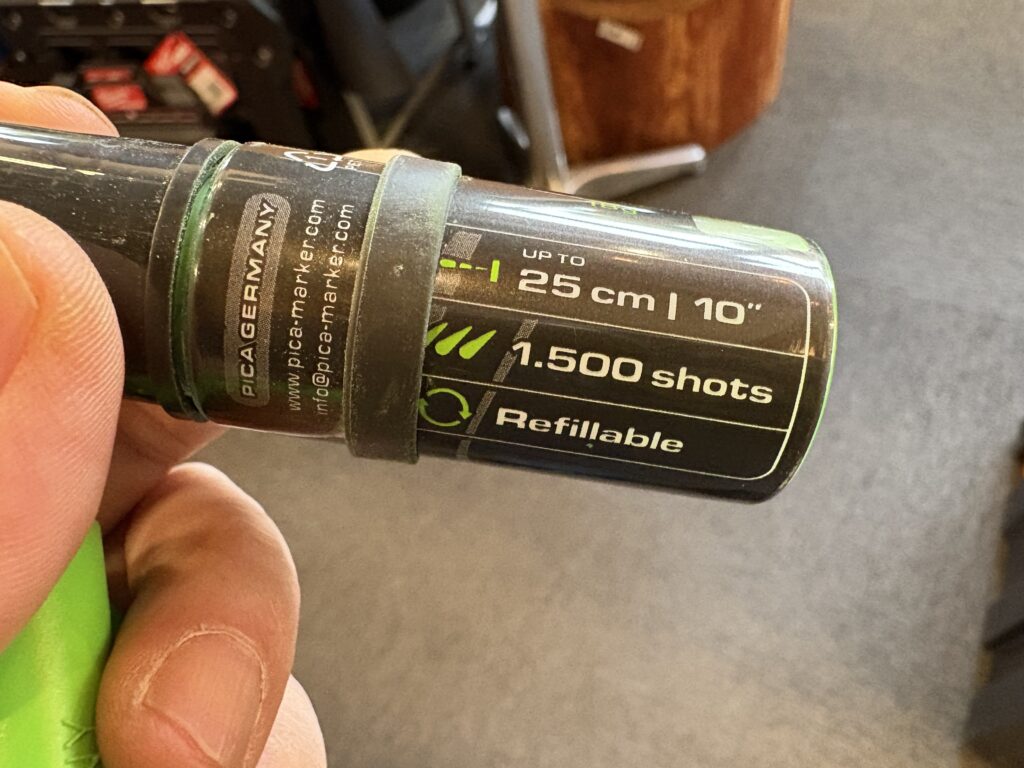 PICA GERMANY
www.pica-marker.com
info@pica-marker.com
UP TO
25 cm | 10"
1.500 shots
Refillable